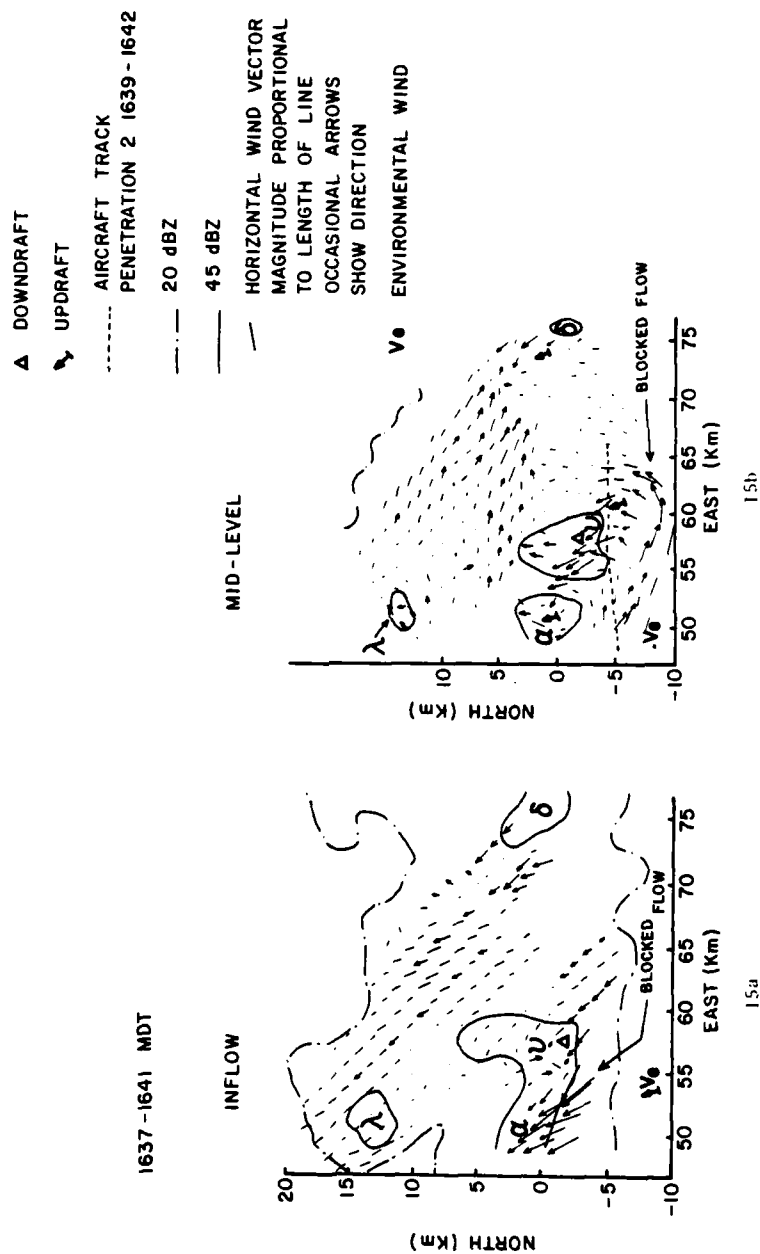 1637-1641 MDT
INFLOW
NORTH (Km)
20
15
10
5
0
-5
-10
λ
α
υ
δ
Ve
BLOCKED FLOW
50
55
60
65
70
75
EAST (Km)
15a
MID-LEVEL
NORTH (Km)
10
5
0
-5
-10
λ
α
υ
δ
Ve
BLOCKED FLOW
50
55
60
65
70
75
EAST (Km)
15b
DOWNDRAFT
UPDRAFT
AIRCRAFT TRACK
PENETRATION 2 1639-1642
20 dBZ
45 dBZ
HORIZONTAL WIND VECTOR
MAGNITUDE PROPORTIONAL
TO LENGTH OF LINE
OCCASIONAL ARROWS
SHOW DIRECTION
Ve ENVIRONMENTAL WIND